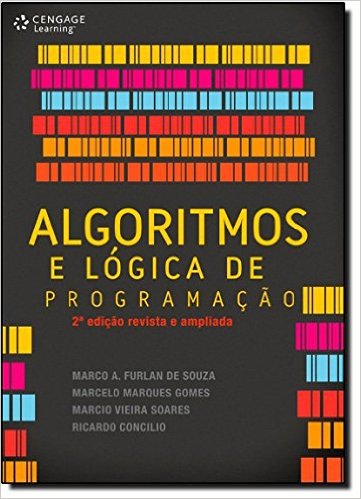 CENGAGE
Learning™
ALGORITMOS
E LÓGICA DE
PROGRAMAÇÃO
2ª edição revista e ampliada
MARCO A. FURLAN DE SOUZA
MARCELO MARQUES GOMES
MARCIO VIEIRA SOARES
RICARDO CONCILIO